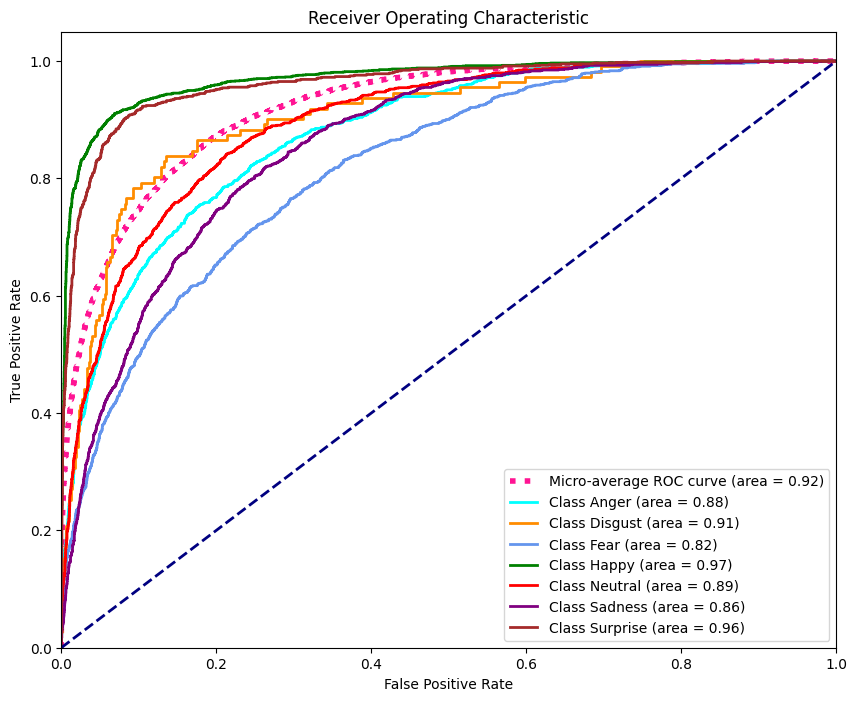 Receiver Operating Characteristic
1.0
0.8
0.6
0.4
0.2
0.0
True Positive Rate
Micro-average ROC curve (area = 0.92)
Class Anger (area = 0.88)
Class Disgust (area = 0.91)
Class Fear (area = 0.82)
Class Happy (area = 0.97)
Class Neutral (area = 0.89)
Class Sadness (area = 0.86)
Class Surprise (area = 0.96)
0.0 0.2 0.4 0.6 0.8 1.0
False Positive Rate